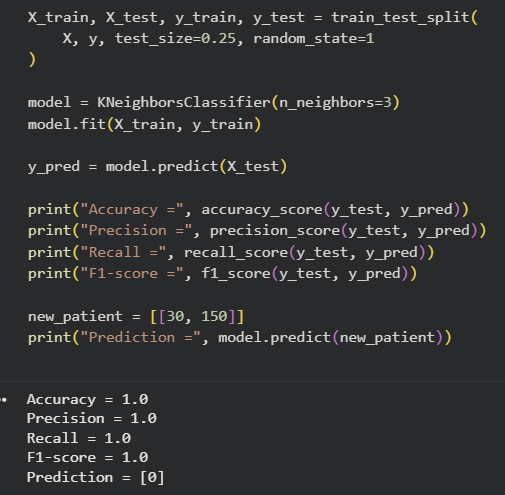 X_train, X_test, y_train, y_test = train_test_split(
    X, y, test_size=0.25, random_state=1
)

model = KNeighborsClassifier(n_neighbors=3)
model.fit(X_train, y_train)

y_pred = model.predict(X_test)

print("Accuracy =", accuracy_score(y_test, y_pred))
print("Precision =", precision_score(y_test, y_pred))
print("Recall =", recall_score(y_test, y_pred))
print("F1-score =", f1_score(y_test, y_pred))

new_patient = [[30, 150]]
print("Prediction =", model.predict(new_patient))

Accuracy = 1.0
Precision = 1.0
Recall = 1.0
F1-score = 1.0
Prediction = [0]